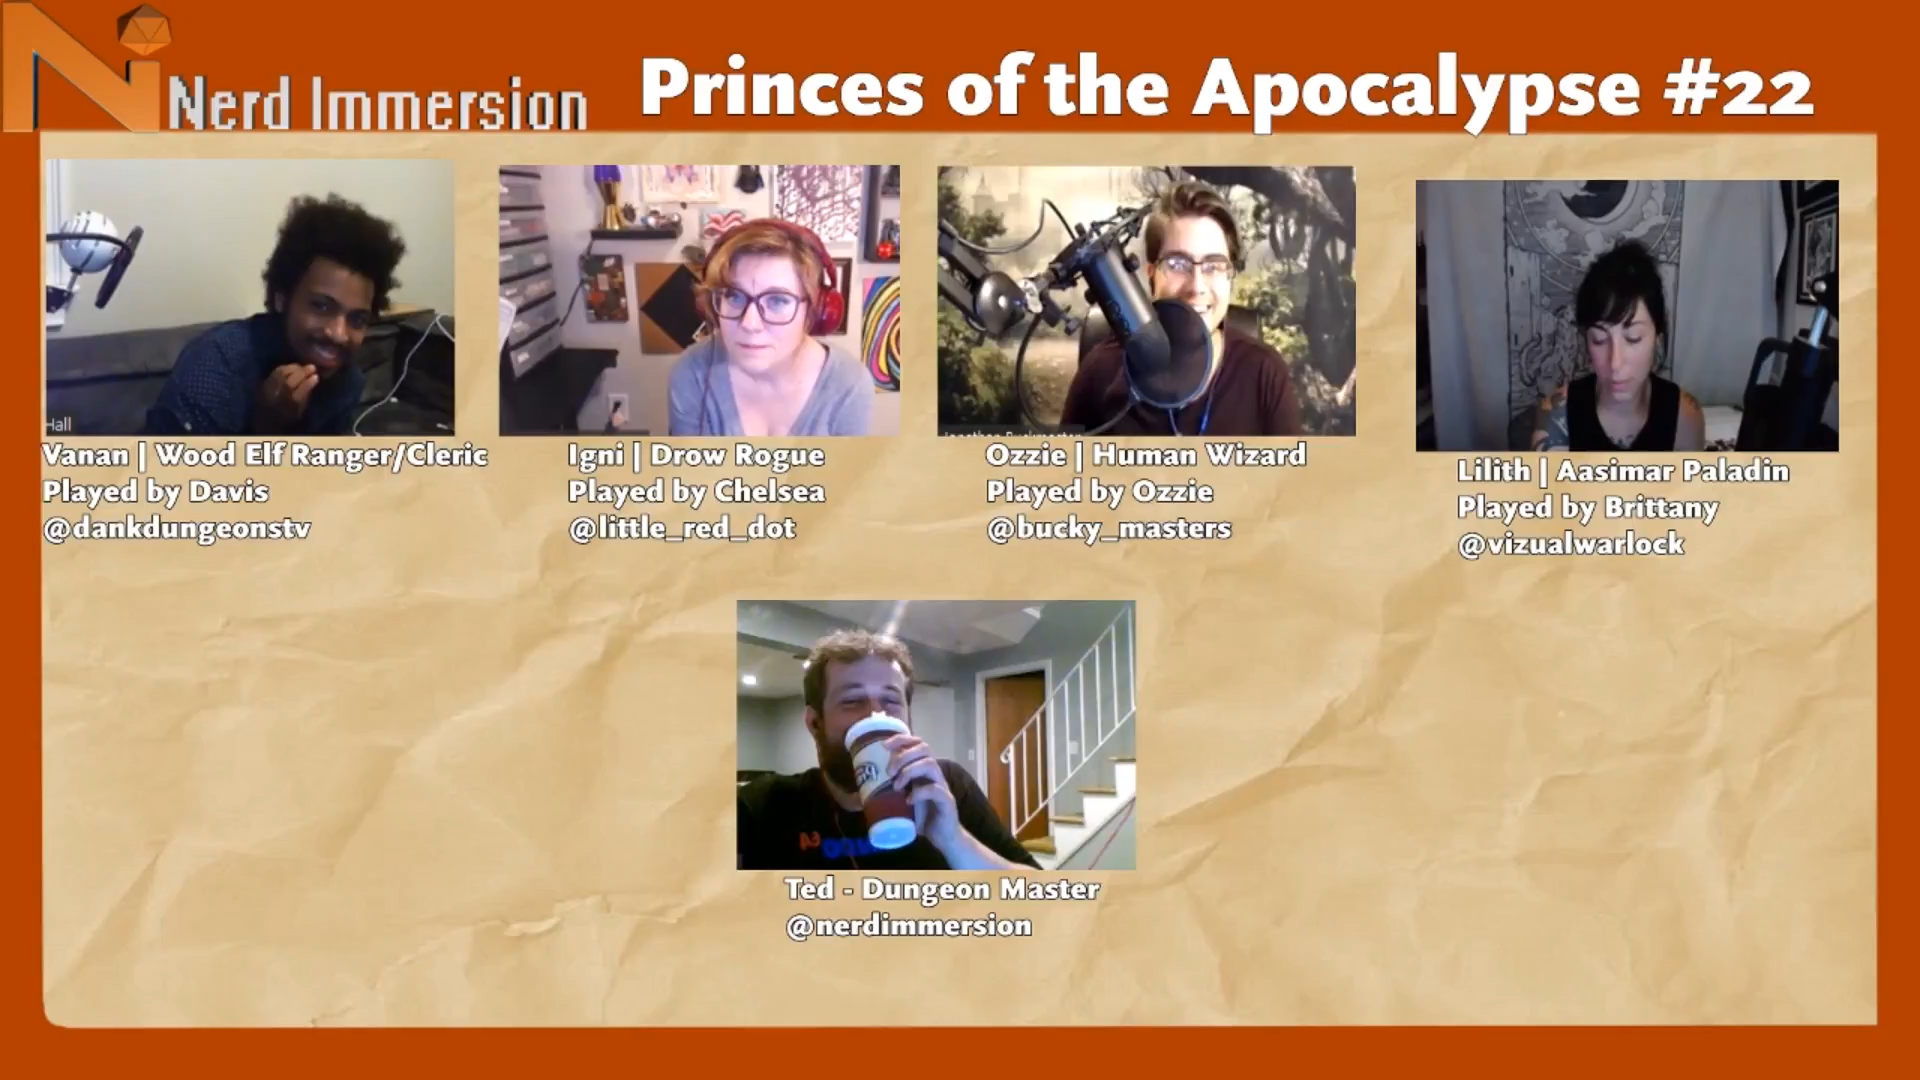 Nerd Immersion
Princes of the Apocalypse #22
Hall
Vanan | Wood Elf Ranger/Cleric
Played by Davis
@dankdungeonstv
Igni | Drow Rogue
Played by Chelsea
@little_red_dot
Ozzie | Human Wizard
Played by Ozzie
@bucky_masters
Lilith | Aasimar Paladin
Played by Brittany
@vizualwarlock
Ted - Dungeon Master
@nerdimmersion